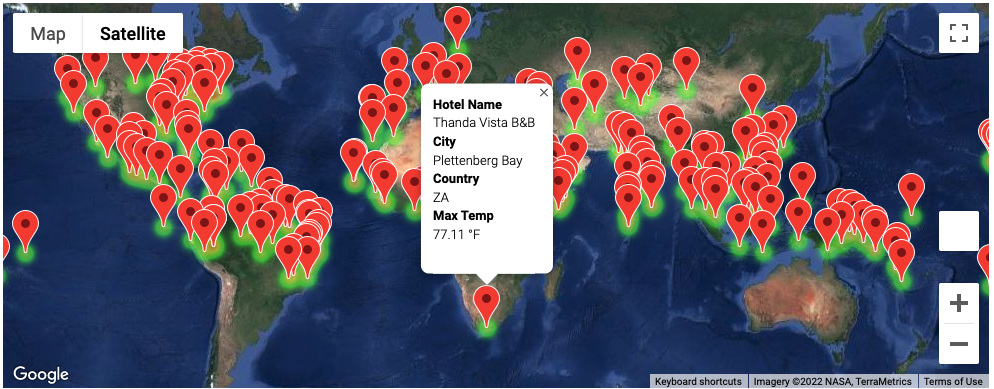 Map
Satellite
Hotel Name
Thanda Vista B&B
City
Plettenberg Bay
Country
ZA
Max Temp
77.11 °F
Google
Keyboard shortcuts
Imagery ©2022 NASA, TerraMetrics
Terms of Use